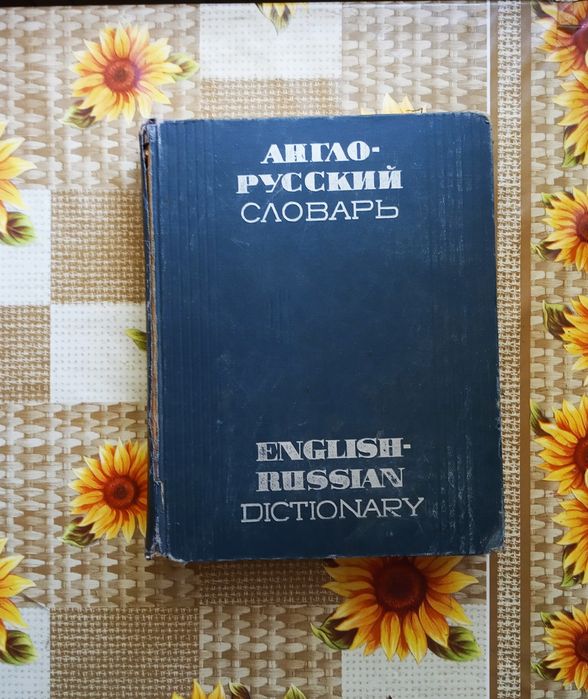 АНГЛО-
РУССКИЙ
СЛОВАРЬ
ENGLISH-
RUSSIAN
DICTIONARY